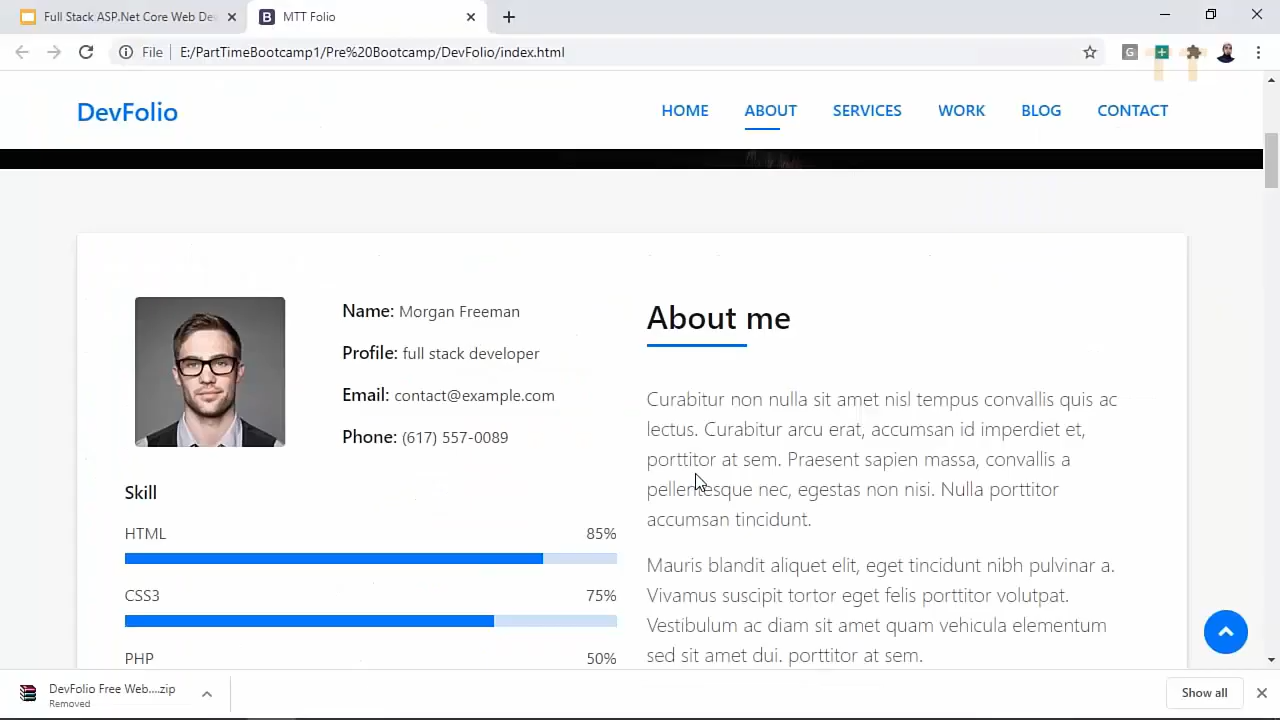 Full Stack ASP.Net Core Web De
MTT Folio
File
E:/PartTimeBootcamp1/Pre%20Bootcamp/DevFolio/index.html
DevFolio
HOME
ABOUT
SERVICES
WORK
BLOG
CONTACT
Name: Morgan Freeman
Profile: full stack developer
Email: contact@example.com
Phone: (617) 557-0089
Skill
HTML 85%
CSS3 75%
PHP 50%
About me
Curabitur non nulla sit amet nisl tempus convallis quis ac
lectus. Curabitur arcu erat, accumsan id imperdiet et,
porttitor at sem. Praesent sapien massa, convallis a
pellentesque nec, egestas non nisi. Nulla porttitor
accumsan tincidunt.
Mauris blandit aliquet elit, eget tincidunt nibh pulvinar a.
Vivamus suscipit tortor eget felis porttitor volutpat.
Vestibulum ac diam sit amet quam vehicula elementum
sed sit amet dui. porttitor at sem.
DevFolio Free Web....zip
Removed
Show all